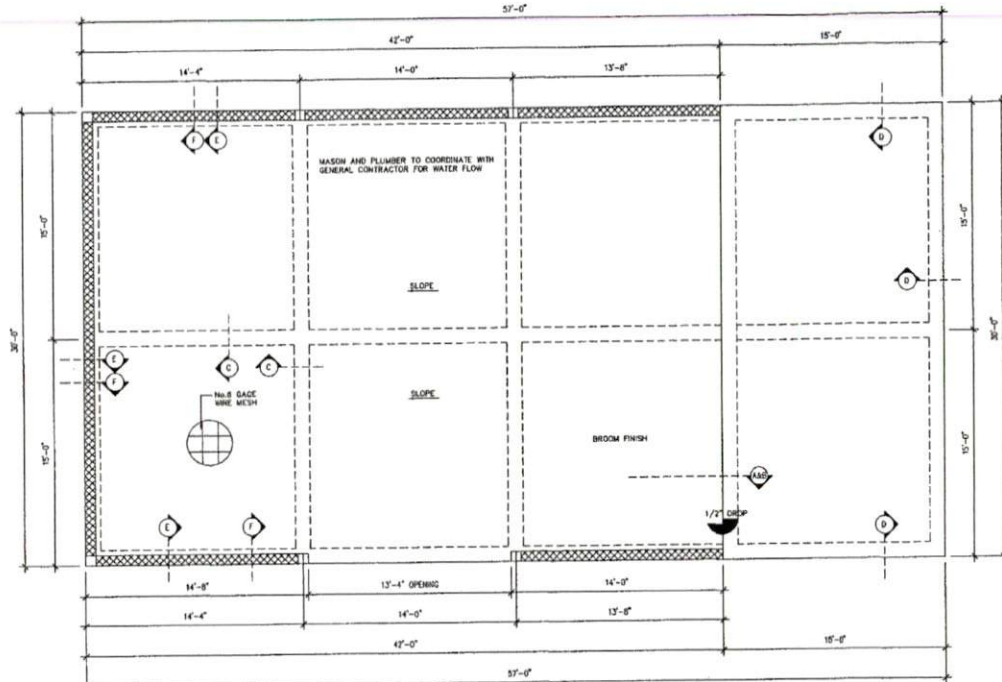 57'-0"
42'-0"
15'-0"
14'-4"
14'-0"
13'-8"
F
E
D
MASON AND PLUMBER TO COORDINATE WITH
GENERAL CONTRACTOR FOR WATER FLOW
15'-0"
15'-0"
D
SLOPE
30'-0"
30'-0"
E
C
C
F
No.6 GAGE
WIRE MESH
SLOPE
BROOM FINISH
15'-0"
15'-0"
A&B
1/2" DROP
E
F
D
14'-8"
13'-4" OPENING
14'-0"
14'-4"
14'-0"
13'-8"
42'-0"
15'-0"
57'-0"